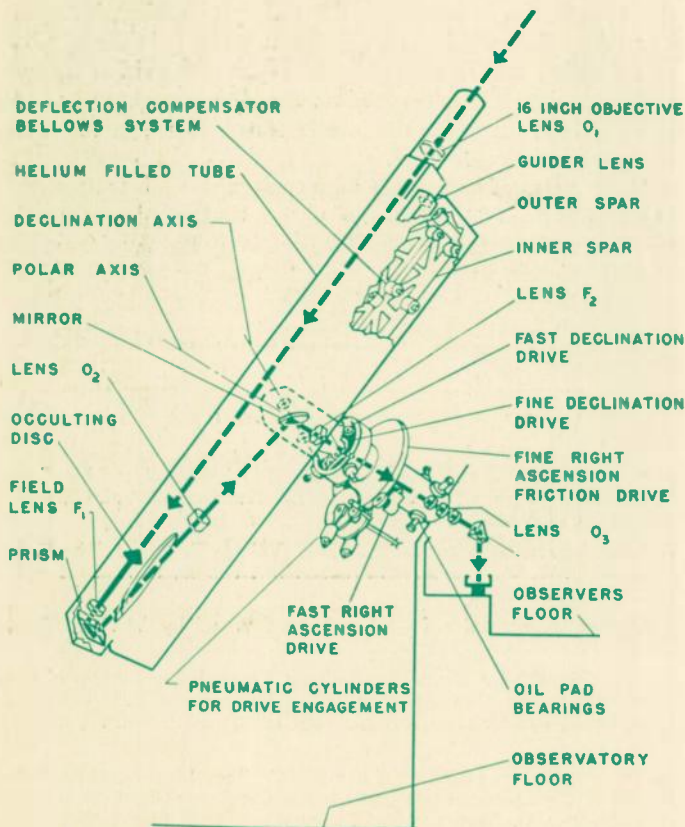 DEFLECTION COMPENSATOR
BELLOWS SYSTEM
HELIUM FILLED TUBE
DECLINATION AXIS
POLAR AXIS
MIRROR
LENS O2
OCCULTING
DISC
FIELD
LENS F1
PRISM
16 INCH OBJECTIVE
LENS O1
GUIDER LENS
OUTER SPAR
INNER SPAR
LENS F2
FAST DECLINATION
DRIVE
FINE DECLINATION
DRIVE
FINE RIGHT
ASCENSION
FRICTION DRIVE
LENS O3
OBSERVERS
FLOOR
FAST RIGHT
ASCENSION
DRIVE
PNEUMATIC CYLINDERS
FOR DRIVE ENGAGEMENT
OIL PAD
BEARINGS
OBSERVATORY
FLOOR